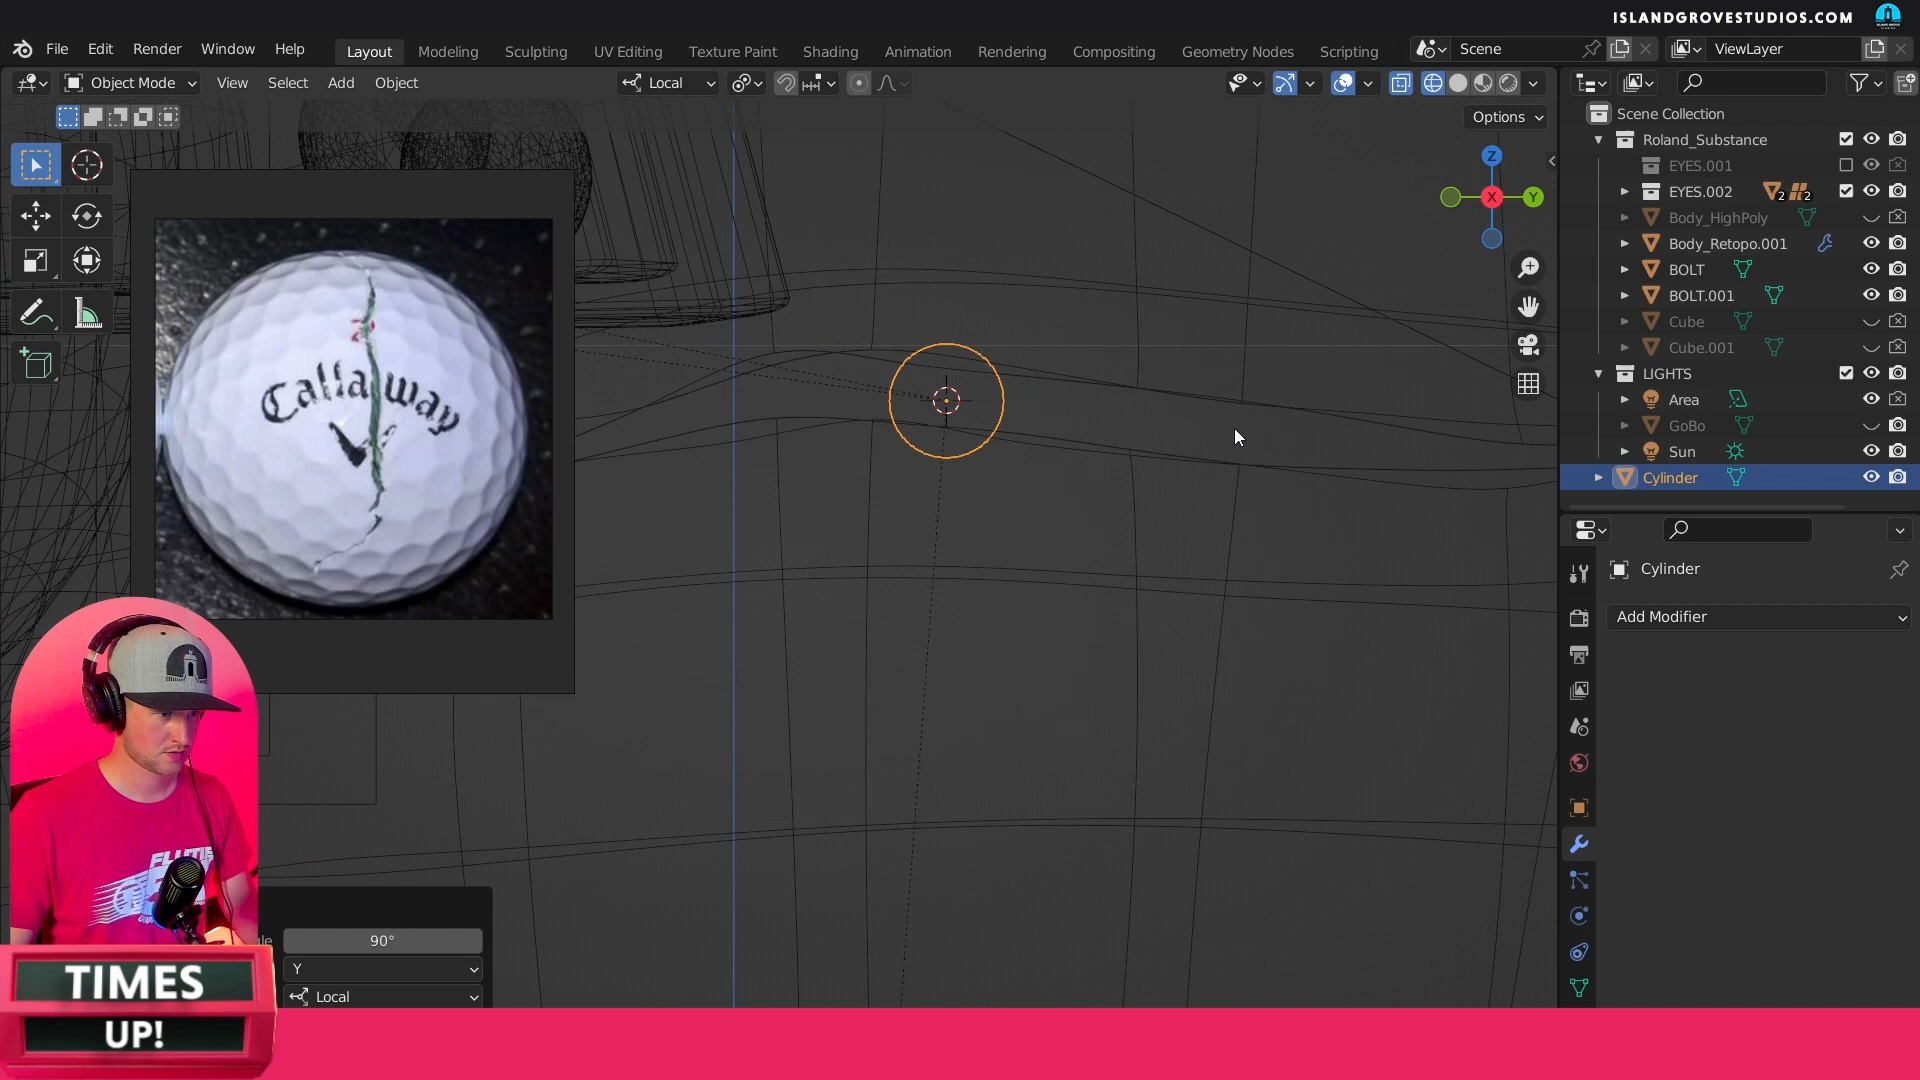 ISLANDGROVESTUDIOS.COM
File Edit Render Window Help Layout Modeling Sculpting UV Editing Texture Paint Shading Animation Rendering Compositing Geometry Nodes Scripting Scene ViewLayer
Object Mode View Select Add Object Local
Options
Scene Collection
Roland_Substance
EYES.001
EYES.002 2 2
Body_HighPoly
Body_Retopo.001
BOLT
BOLT.001
Cube
Cube.001
LIGHTS
Area
GoBo
Sun
Cylinder
Z
X Y
Callaway
Cylinder
Add Modifier
90°
Y
Local
TIMES
UP!